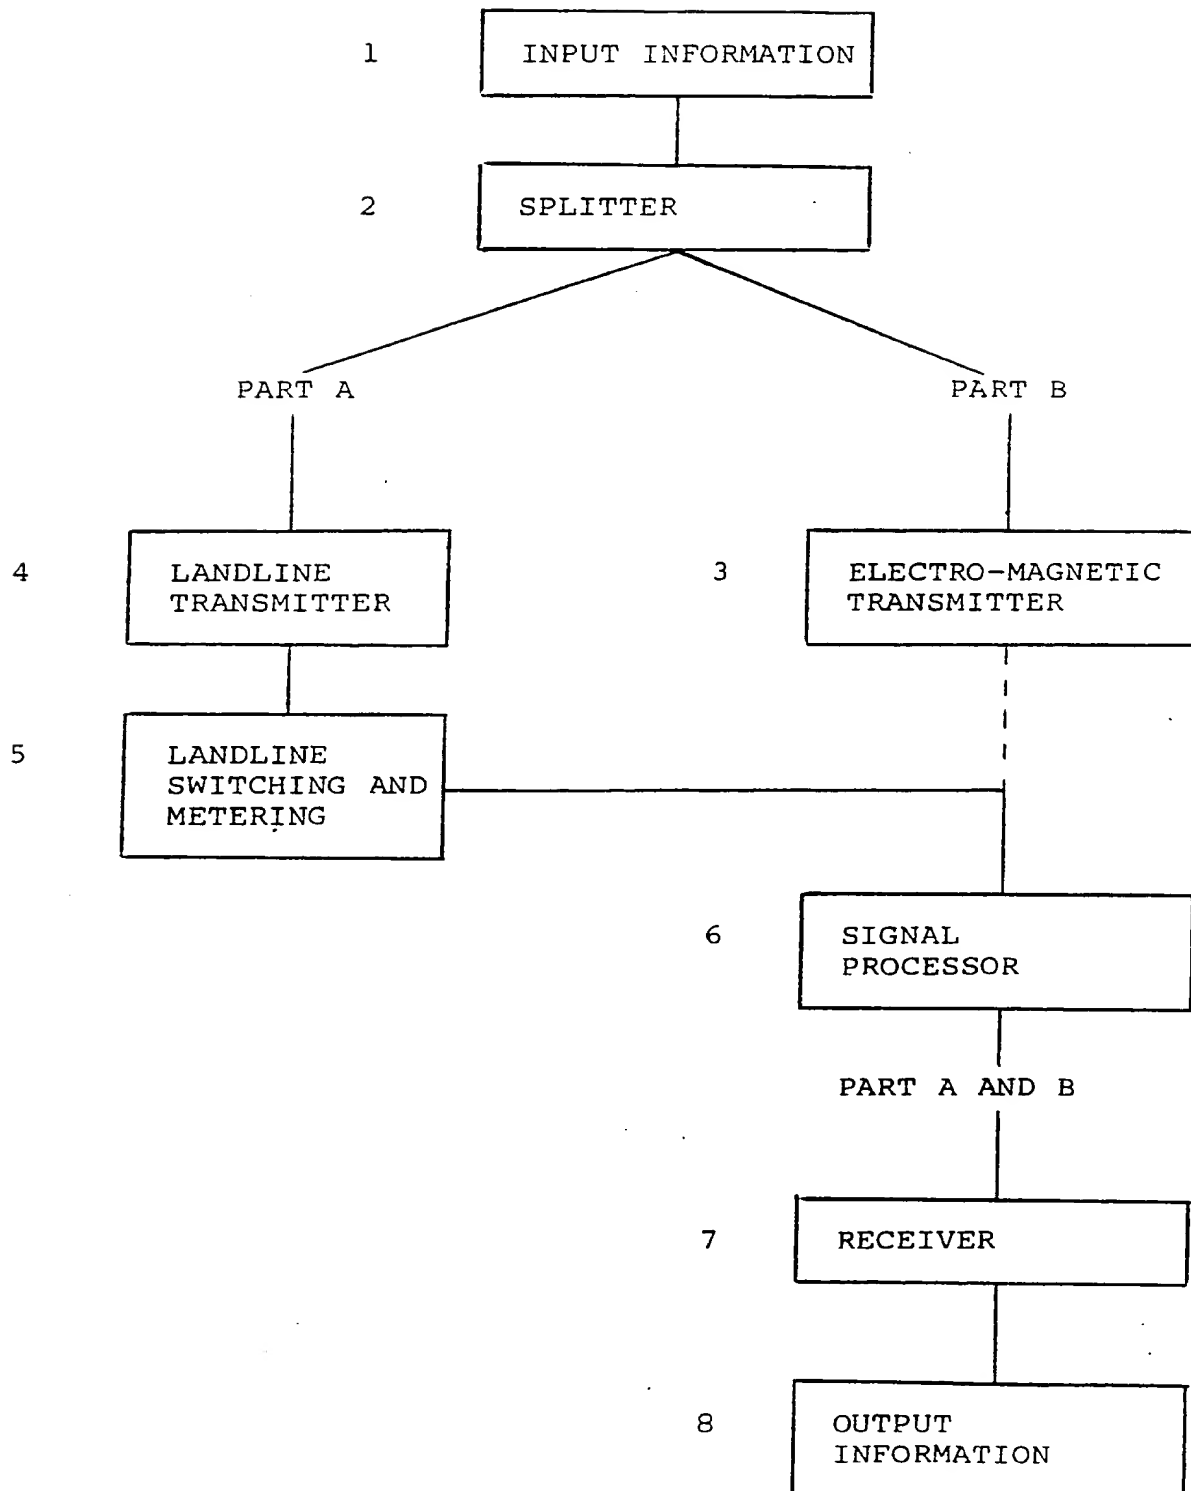 1
INPUT INFORMATION
2
SPLITTER
PART A
PART B
4
LANDLINE
TRANSMITTER
3
ELECTRO-MAGNETIC
TRANSMITTER
5
LANDLINE
SWITCHING AND
METERING
6
SIGNAL
PROCESSOR
PART A AND B
7
RECEIVER
8
OUTPUT
INFORMATION